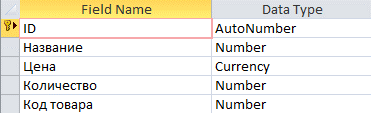 Field Name Data Type
ID AutoNumber
Название Number
Цена Currency
Количество Number
Код товара Number